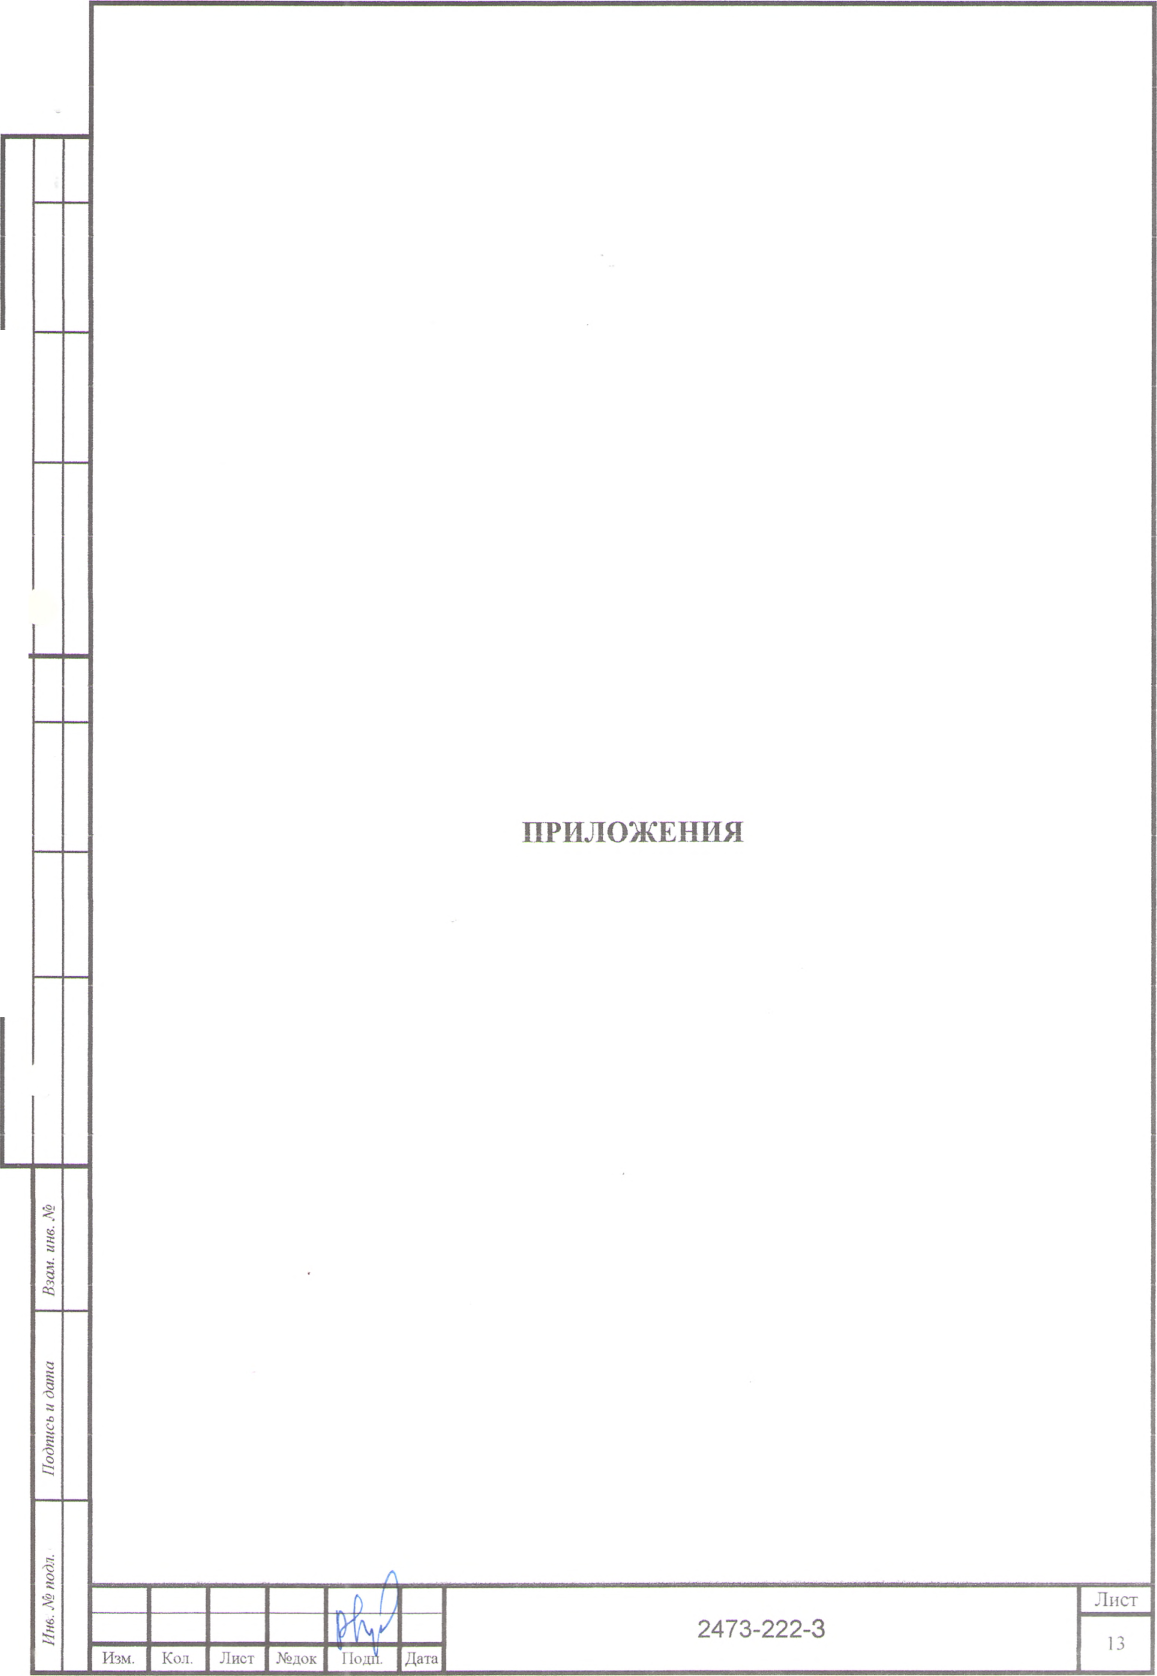 ПРИЛОЖЕНИЯ
Взам. инв. №
Подпись и дата
Инв. № подл.
Изм. Кол. Лист №док Подп. Дата
2473-222-3
Лист
13